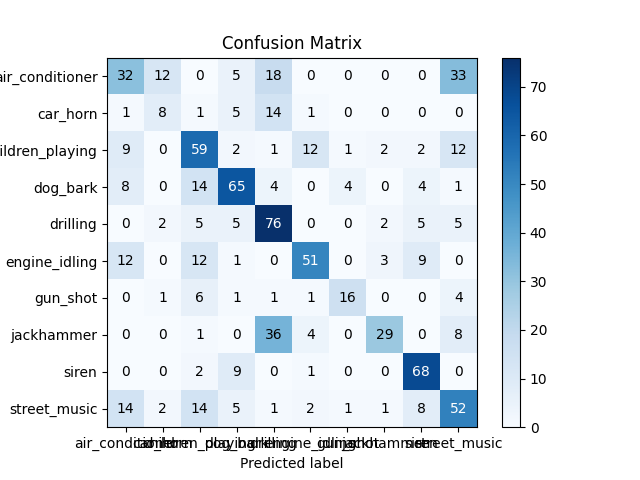 Confusion Matrix
air_conditioner 32 12 0 5 18 0 0 0 0 33
car_horn 1 8 1 5 14 1 0 0 0 0
ildren_playing 9 0 59 2 1 12 1 2 2 12
dog_bark 8 0 14 65 4 0 4 0 4 1
drilling 0 2 5 5 76 0 0 2 5 5
engine_idling 12 0 12 1 0 51 0 3 9 0
gun_shot 0 1 6 1 1 1 16 0 0 4
jackhammer 0 0 1 0 36 4 0 29 0 8
siren 0 0 2 9 0 1 0 0 68 0
street_music 14 2 14 5 1 2 1 1 8 52
street_music
Predicted label
70
60
50
40
30
20
10
0